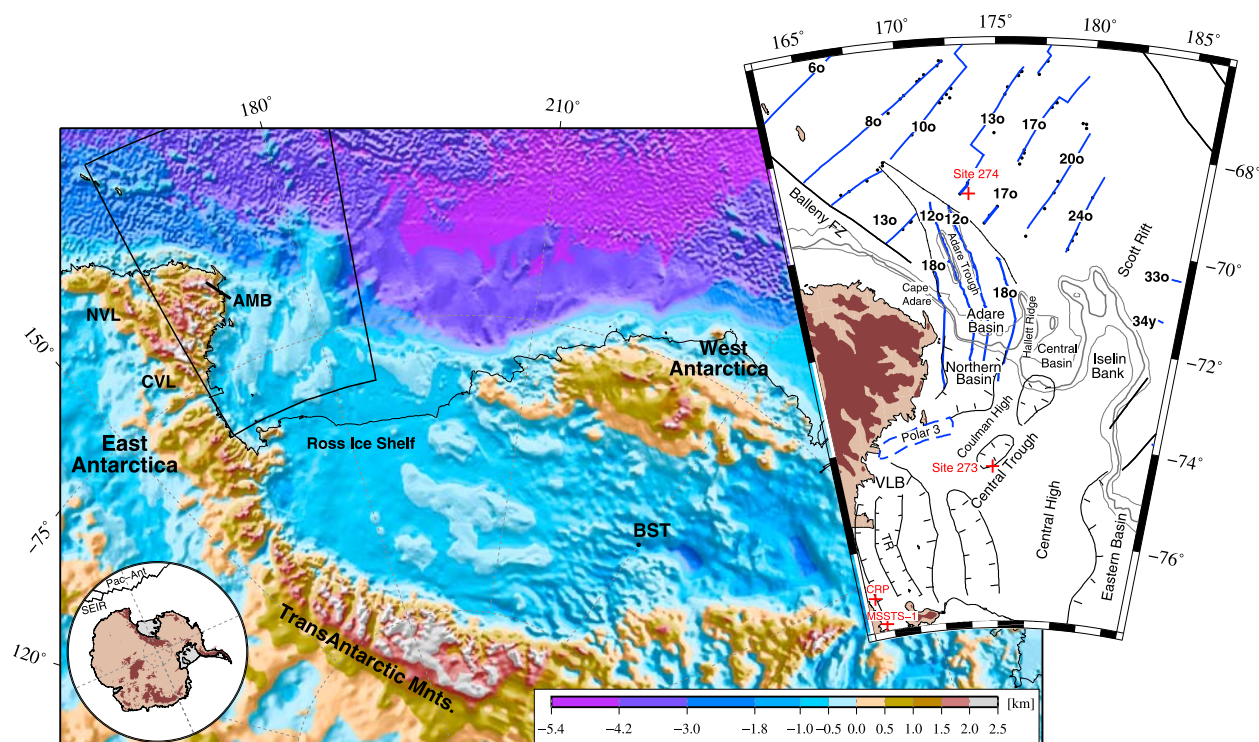 165°
170°
175°
180°
185°
6o
8o
10o
13o
17o
20o
24o
−68°
Site 274
17o
Balleny FZ
13o
12o
12o
Adare Trough
18o
18o
Scott Rift
−70°
33o
34y
Cape
Adare
Adare
Basin
Hallett Ridge
Central
Basin
Iselin
Bank
−72°
Northern
Basin
Coulman High
Polar 3
Site 273
Central Trough
−74°
VLB
TR
Central High
Eastern Basin
−76°
CRP
MSSTS−1
180°
210°
150°
−75°
120°
AMB
NVL
CVL
East
Antarctica
West
Antarctica
Ross Ice Shelf
BST
TransAntarctic Mnts.
Pac−Ant
SEIR
[km]
−5.4
−4.2
−3.0
−1.8
−1.0
−0.5
0.0
0.5
1.0
1.5
2.0
2.5